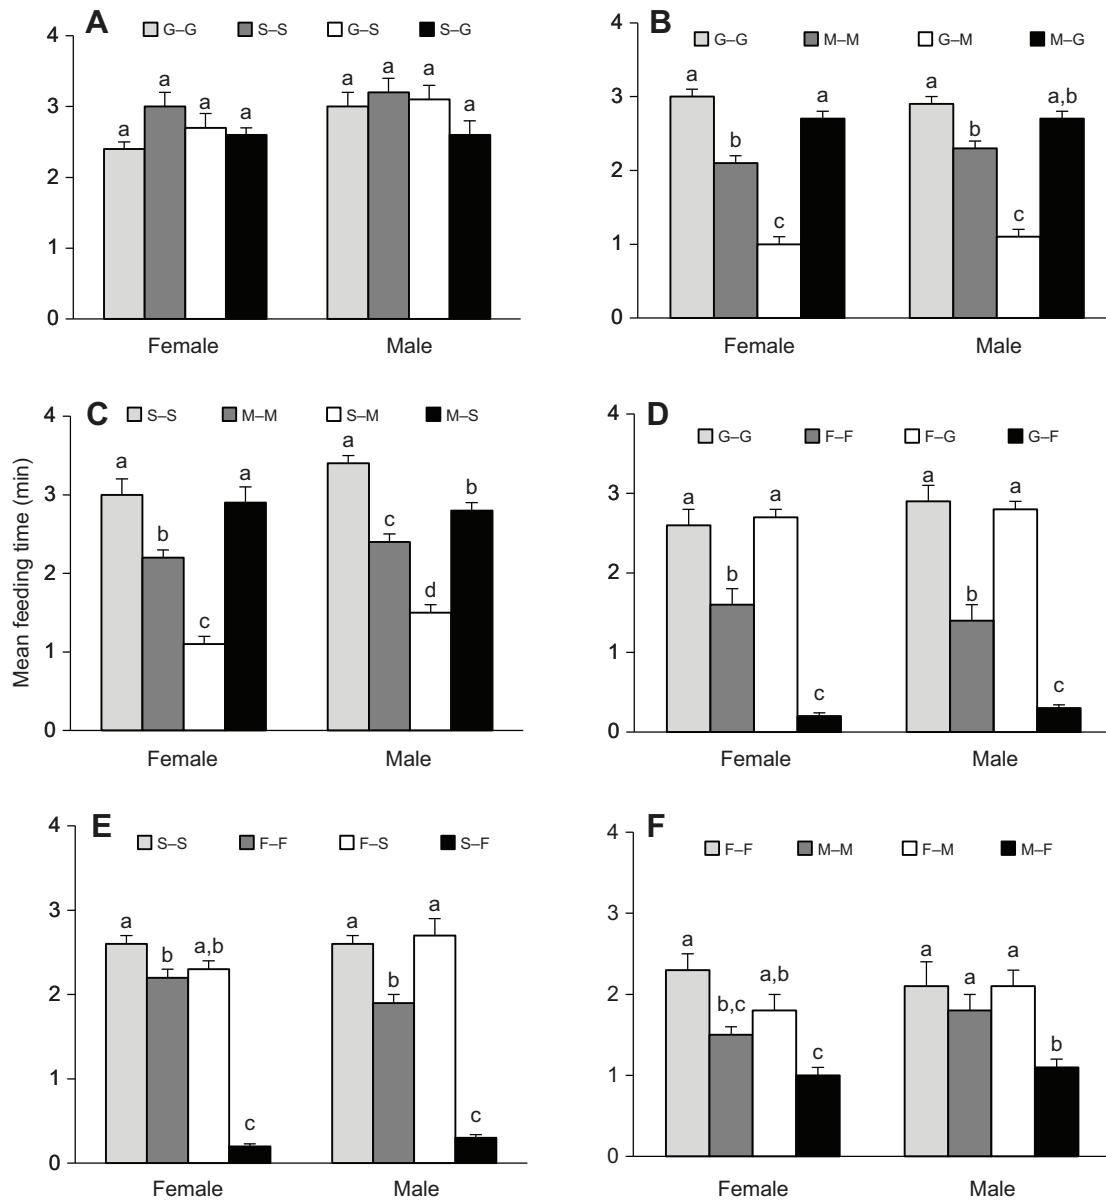 A
G–G S–S G–S S–G
4
3
2
1
0
a a a a a a a a
Female Male
B
G–G M–M G–M M–G
4
3
2
1
0
a b c a a b c a,b
Female Male
Mean feeding time (min)
C
S–S M–M S–M M–S
4
3
2
1
0
a b c a a c d b
Female Male
D
G–G F–F F–G G–F
4
3
2
1
0
a b a c a b a c
Female Male
E
S–S F–F F–S S–F
4
3
2
1
0
a b a,b c a b a c
Female Male
F
F–F M–M F–M M–F
4
3
2
1
0
a b,c a,b c a a a b
Female Male